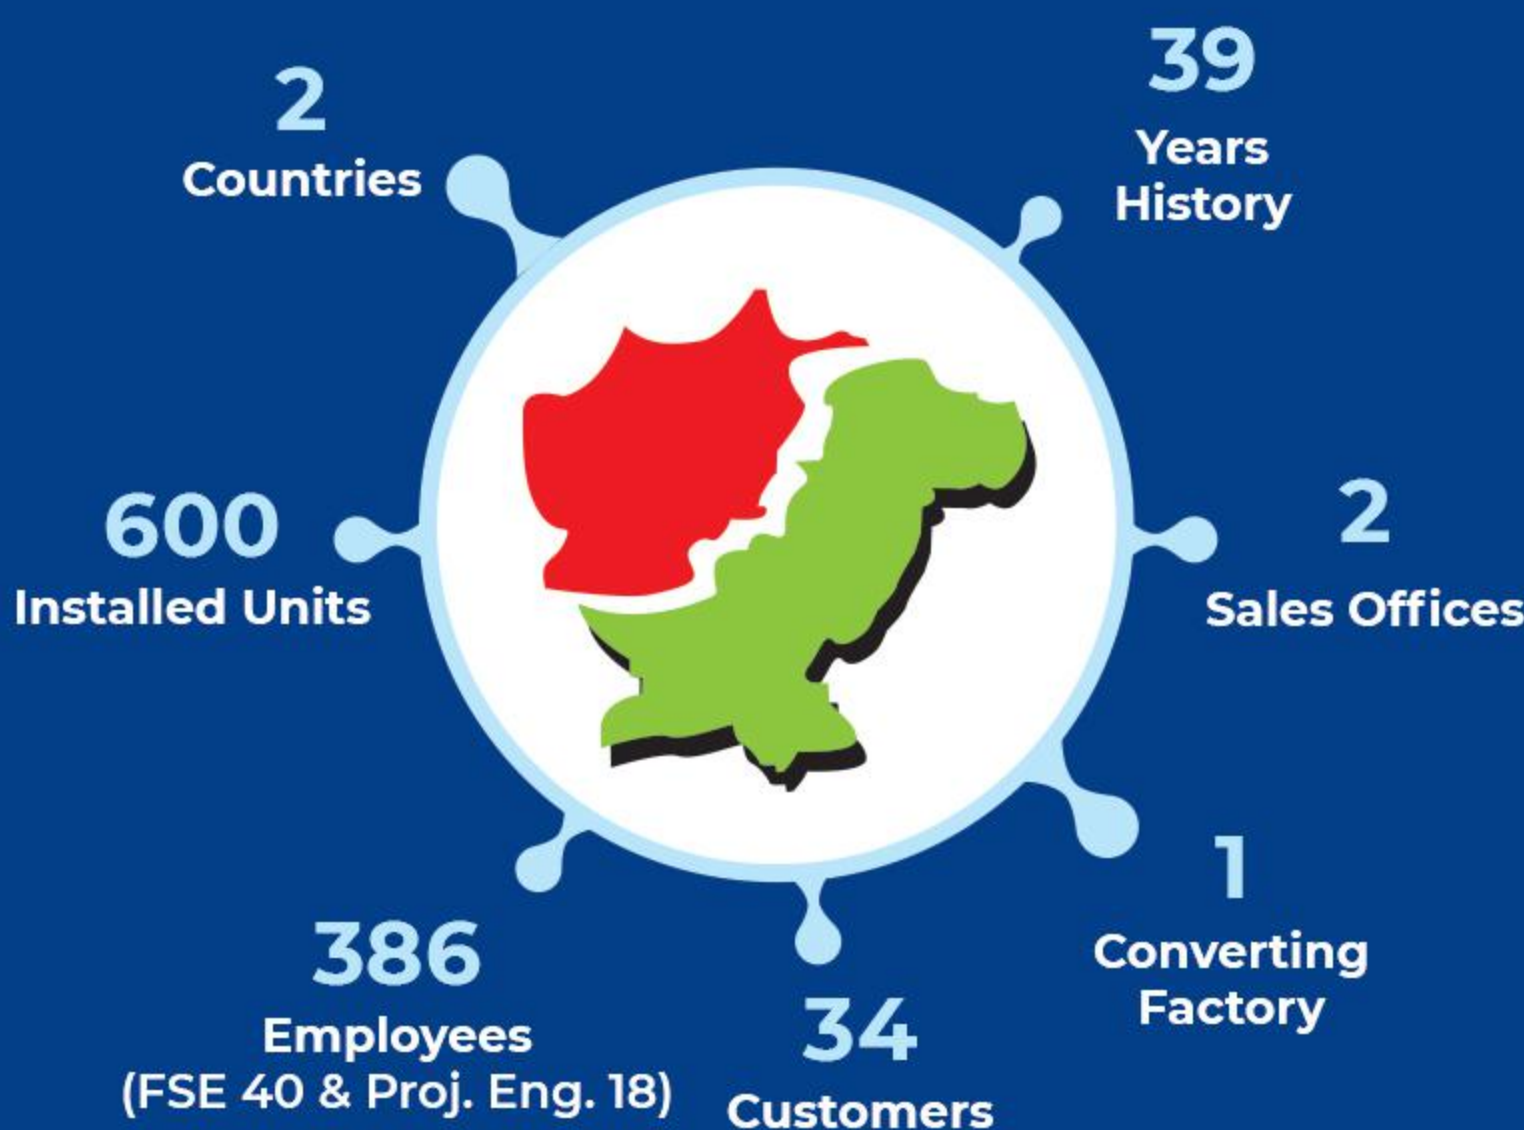 2
Countries
39
Years
History
600
Installed Units
2
Sales Offices
386
Employees
(FSE 40 & Proj. Eng. 18)
34
Customers
1
Converting
Factory